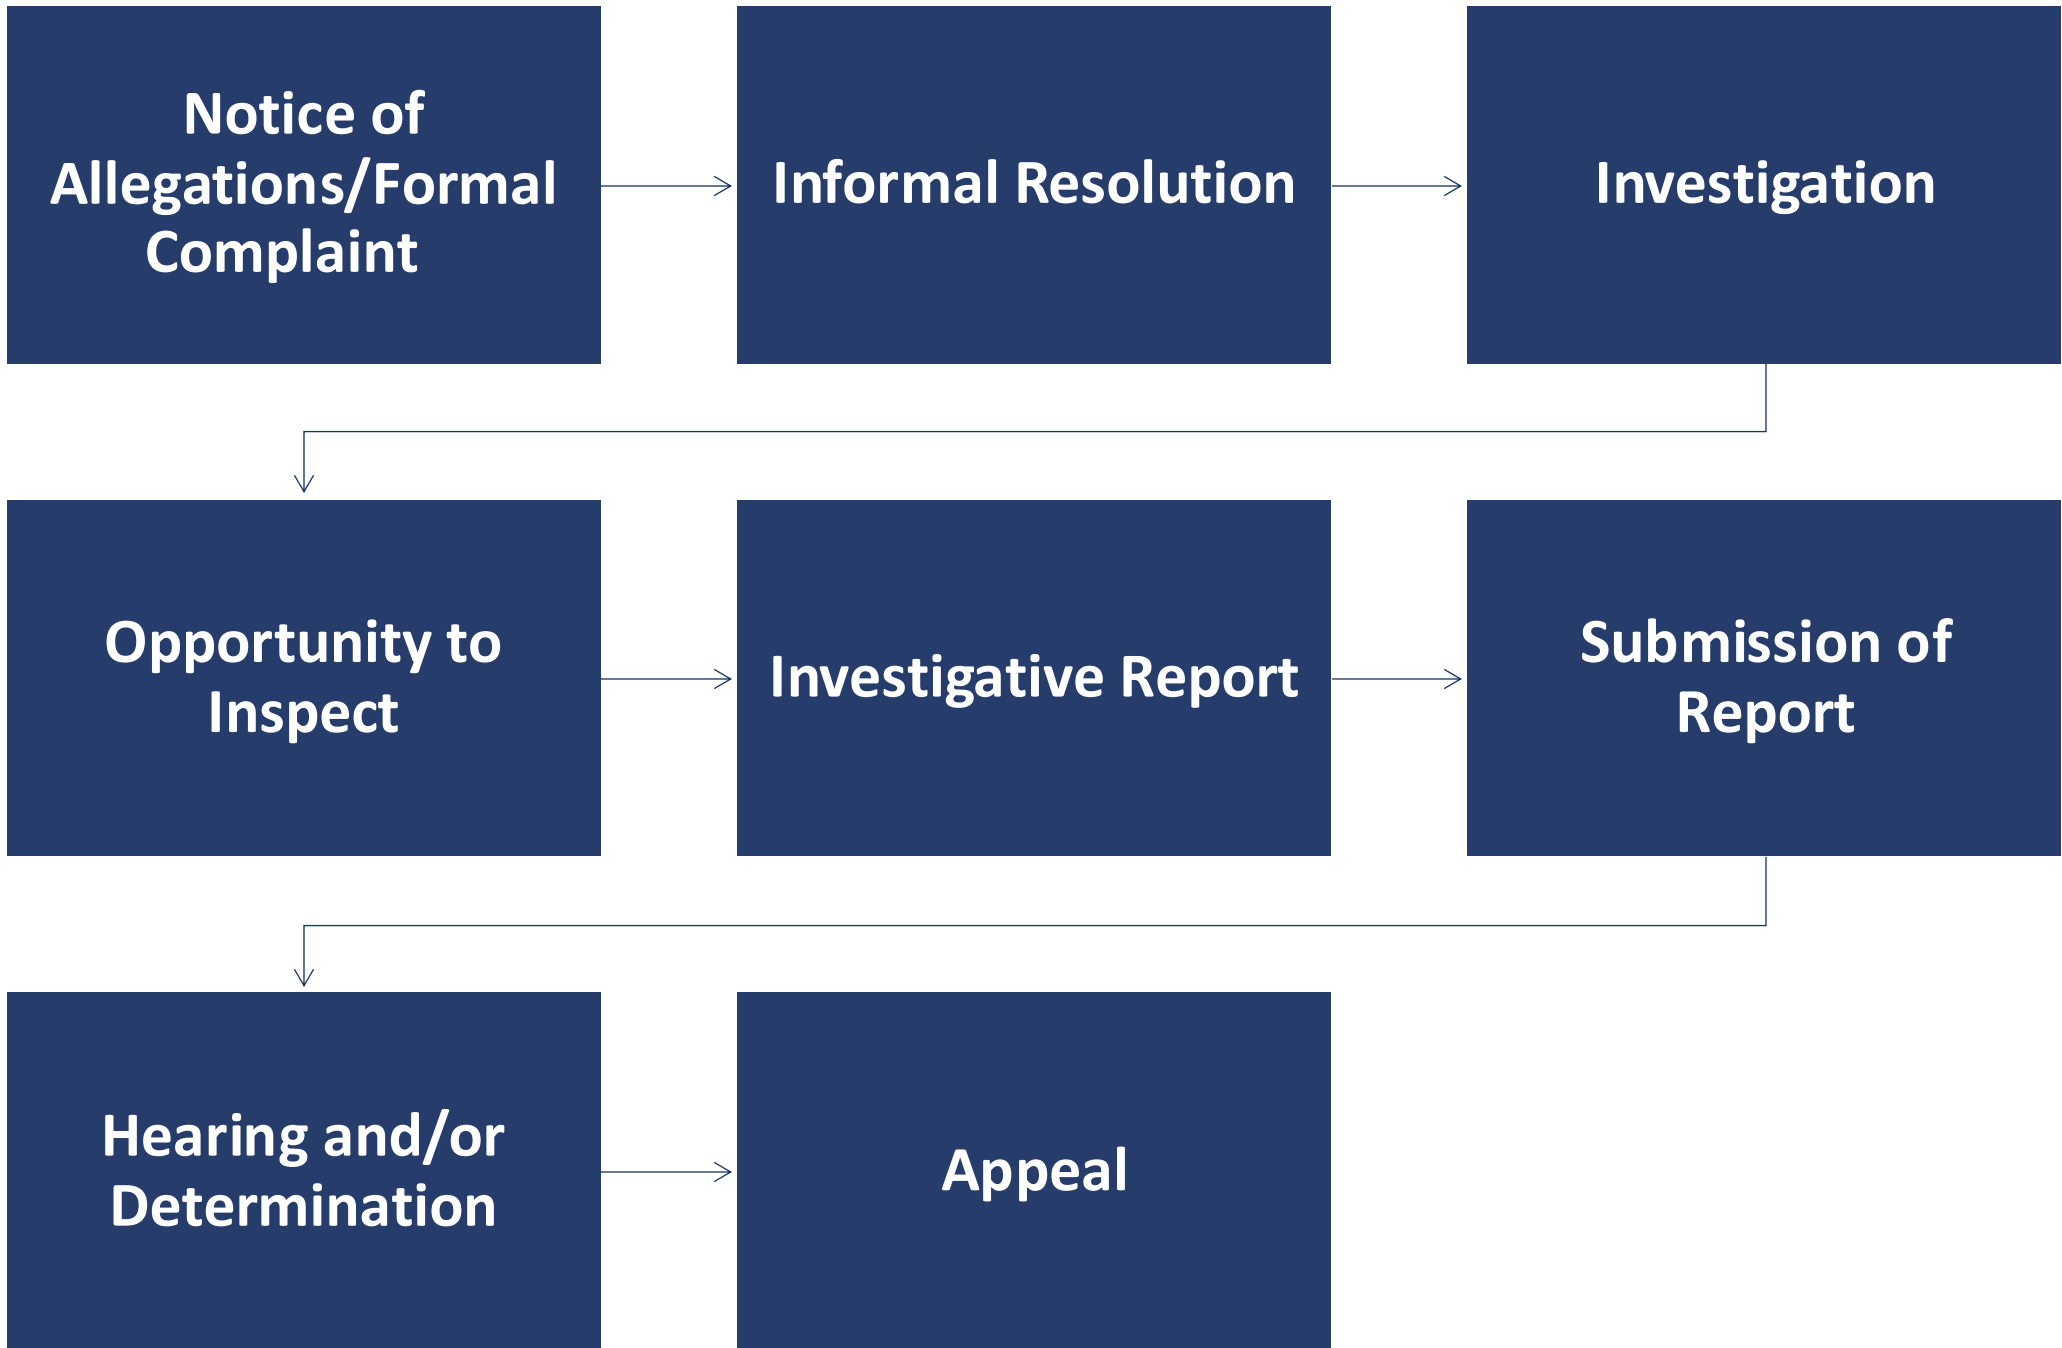 Notice of
Allegations/Formal
Complaint
Informal Resolution
Investigation
Opportunity to
Inspect
Investigative Report
Submission of
Report
Hearing and/or
Determination
Appeal